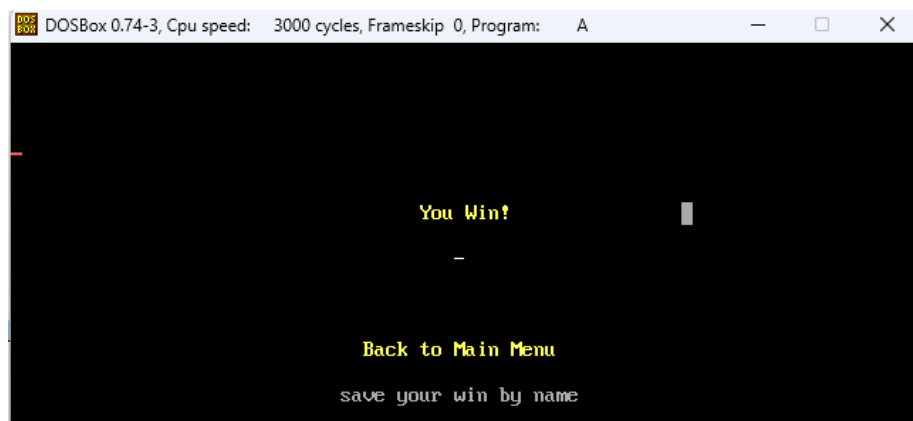 DOSBox 0.74-3, Cpu speed: 3000 cycles, Frameskip 0, Program: A
You Win!
Back to Main Menu
save your win by name